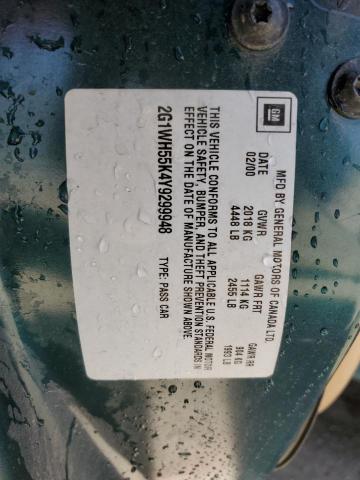 GM
MFD BY GENERAL MOTORS OF CANADA LTD.
DATE GVWR GAWR FRT GAWR RR
02/00 2018 KG 1114 KG 904 KG
4448 LB 2455 LB 1993 LB
THIS VEHICLE CONFORMS TO ALL APPLICABLE U.S. FEDERAL MOTOR
VEHICLE SAFETY, BUMPER, AND THEFT PREVENTION STANDARDS IN
EFFECT ON THE DATE OF MANUFACTURE SHOWN ABOVE.
2G1WH55K4Y9299948 TYPE: PASS CAR